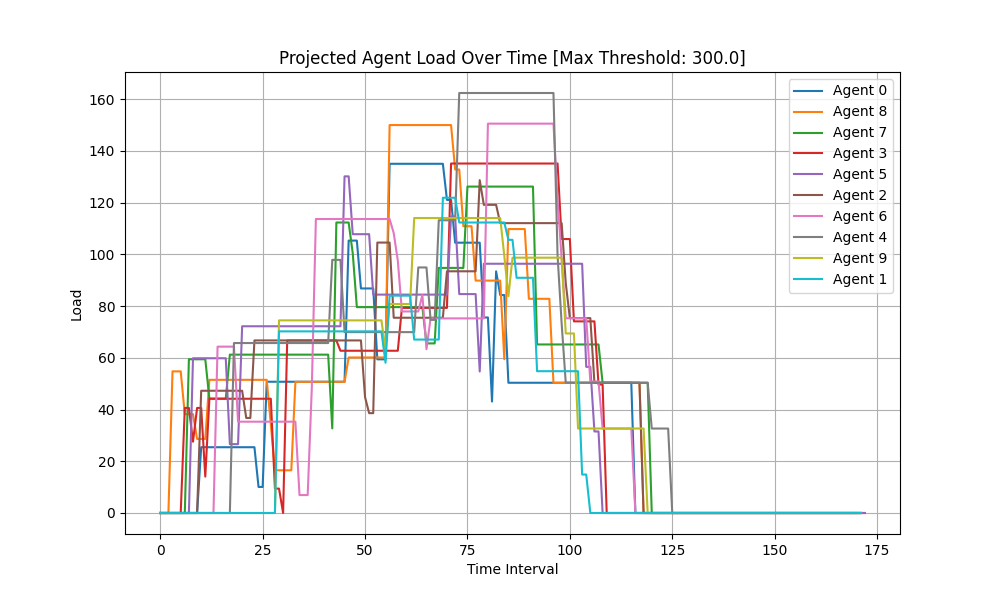 Projected Agent Load Over Time [Max Threshold: 300.0]
Load
160
140
120
100
80
60
40
20
0
0 25 50 75 100 125 150 175
Time Interval
Agent 0
Agent 8
Agent 7
Agent 3
Agent 5
Agent 2
Agent 6
Agent 4
Agent 9
Agent 1